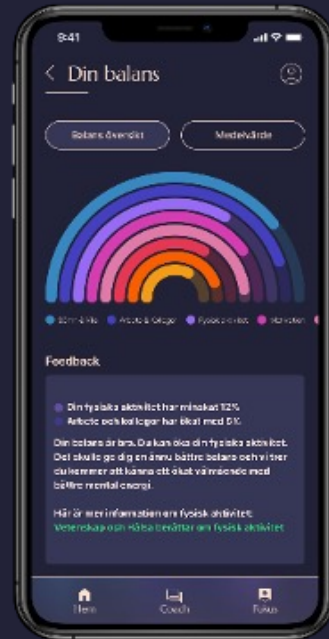 9:41
Din balans
Balans översikt
Medelvärde
Sömn & Vila
Arbete & Kollegor
Fysisk aktivitet
Motivation
Feedback
Din fysiska aktivitet har minskat 12%
Arbete och kollegor har ökat med 6%
Din balans är bra. Du kan öka din fysiska aktivitet.
Det skulle ge dig en ännu bättre balans och vi tror
du kommer att känna ett ökat välmående med
bättre mental energi.
Här är mer information om fysisk aktivitet:
Vetenskap och Hälsa berättar om fysisk aktivitet
Hem
Coach
Fokus